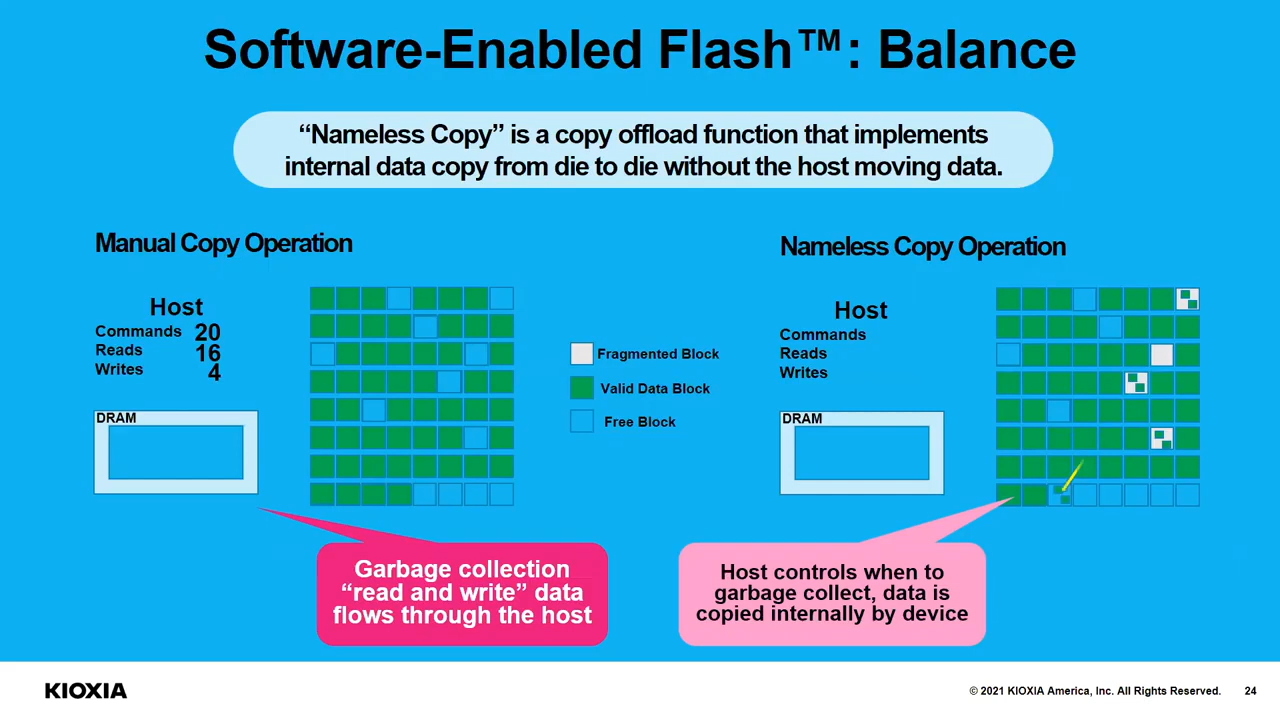 Software-Enabled Flash™: Balance
“Nameless Copy” is a copy offload function that implements
internal data copy from die to die without the host moving data.
Manual Copy Operation
Host
Commands 20
Reads 16
Writes 4
DRAM
Fragmented Block
Valid Data Block
Free Block
Nameless Copy Operation
Host
Commands
Reads
Writes
DRAM
Garbage collection
“read and write” data
flows through the host
Host controls when to
garbage collect, data is
copied internally by device
KIOXIA
© 2021 KIOXIA America, Inc. All Rights Reserved.
24